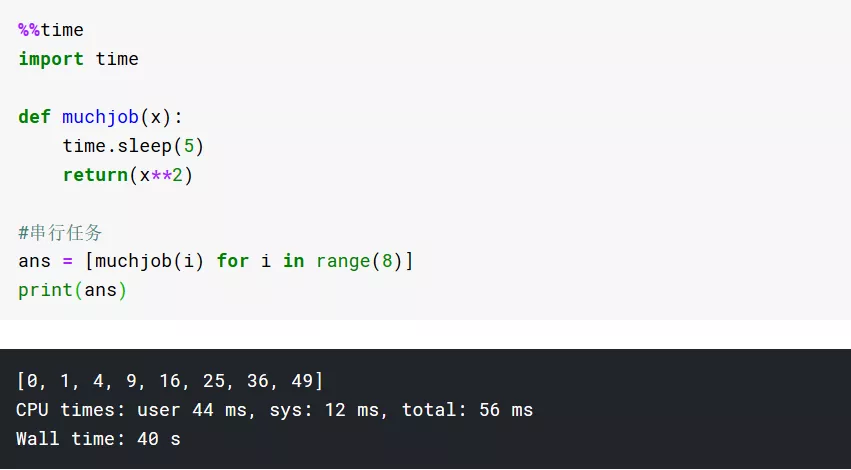 %%time
import time
def muchjob(x):
    time.sleep(5)
    return(x**2)
#串行任务
ans = [muchjob(i) for i in range(8)]
print(ans)
[0, 1, 4, 9, 16, 25, 36, 49]
CPU times: user 44 ms, sys: 12 ms, total: 56 ms
Wall time: 40 s